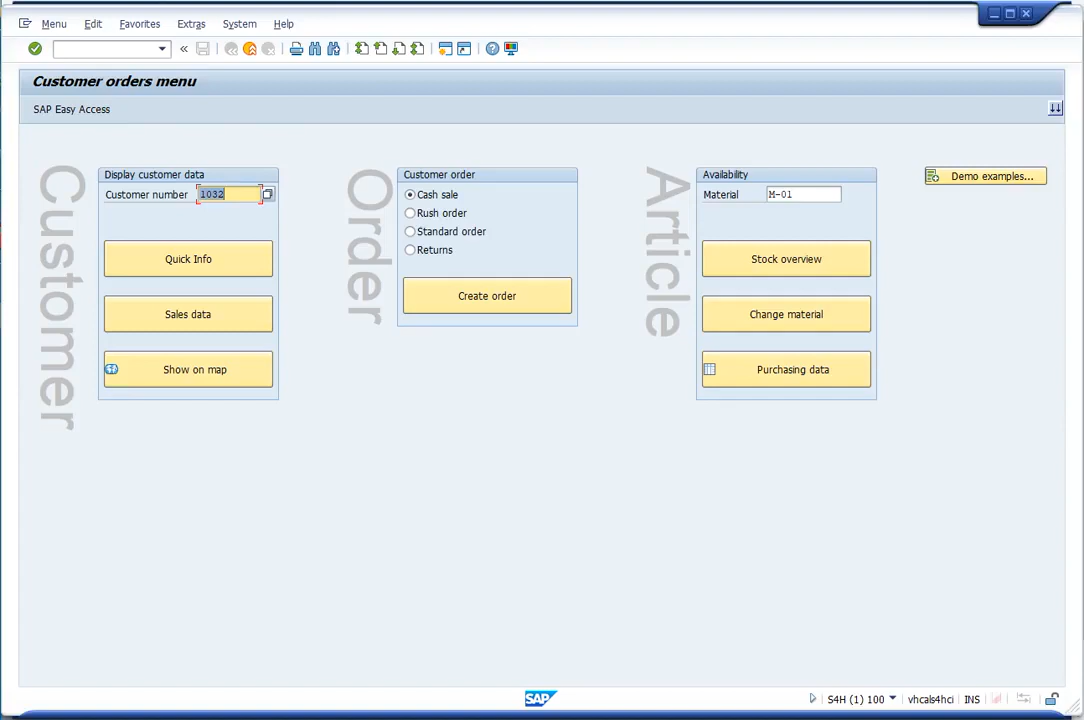 Menu Edit Favorites Extras System Help
Customer orders menu
SAP Easy Access
Customer
Display customer data
Customer number 1032
Quick Info
Sales data
Show on map
Order
Customer order
Cash sale
Rush order
Standard order
Returns
Create order
Article
Availability
Material M-01
Stock overview
Change material
Purchasing data
Demo examples...
SAP
S4H (1) 100 vhcals4hci INS